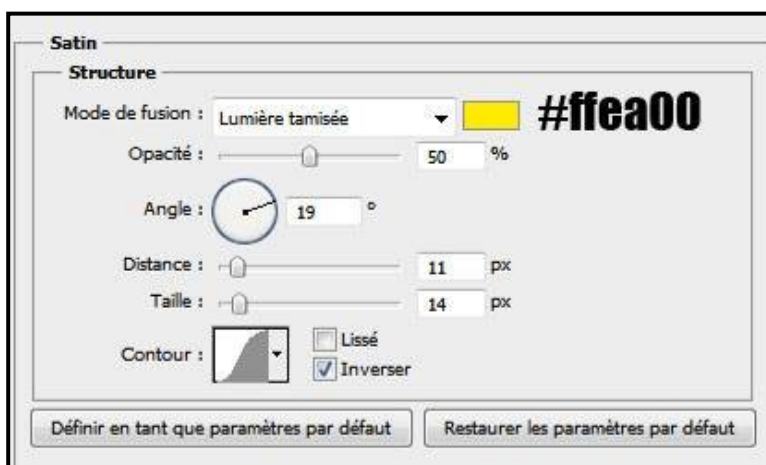 Satin
Structure
Mode de fusion : Lumière tamisée #ffea00
Opacité : 50 %
Angle : 19 °
Distance : 11 px
Taille : 14 px
Contour : Lissé
Inverser
Définir en tant que paramètres par défaut Restaurer les paramètres par défaut